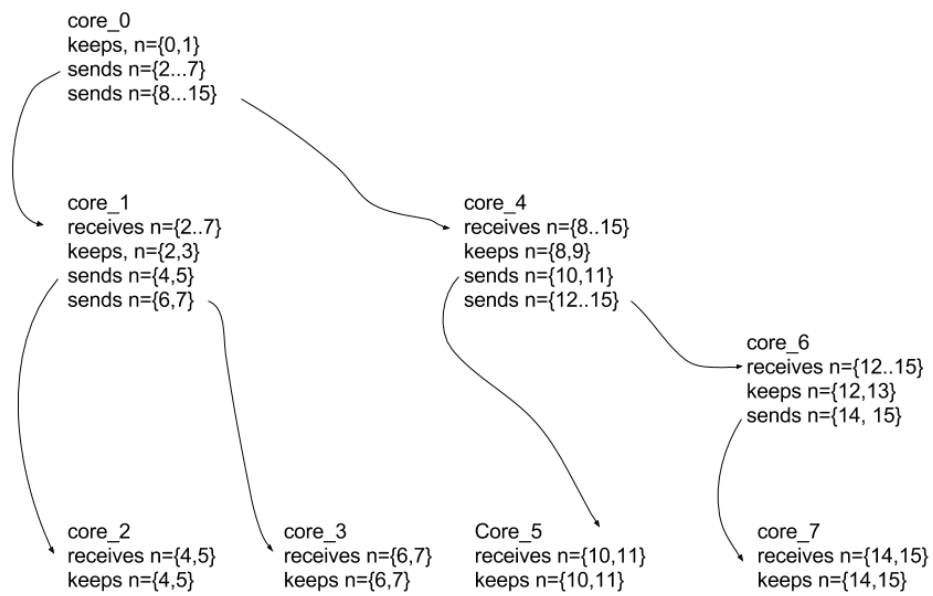 core_0
keeps, n={0,1}
sends n={2...7}
sends n={8...15}
core_1
receives n={2..7}
keeps, n={2,3}
sends n={4,5}
sends n={6,7}
core_4
receives n={8..15}
keeps n={8,9}
sends n={10,11}
sends n={12..15}
core_6
receives n={12..15}
keeps n={12,13}
sends n={14, 15}
core_2
receives n={4,5}
keeps n={4,5}
core_3
receives n={6,7}
keeps n={6,7}
Core_5
receives n={10,11}
keeps n={10,11}
core_7
receives n={14,15}
keeps n={14,15}